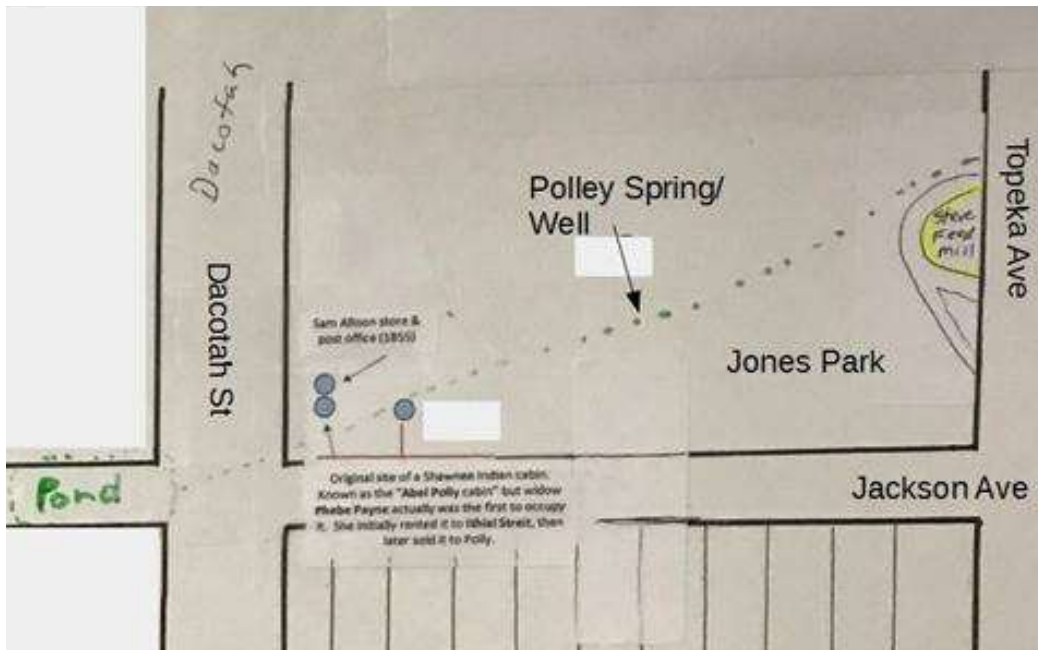 Dacotah
Polley Spring/
Well
Topeka Ave
Steve
Feed
mill
Dacotah St
Sam Allison store &
post office (1855)
Jones Park
Pond
Original site of a Shawnee Indian cabin.
Known as the "Abel Polly cabin" but widow
Phebe Payne actually was the first to occupy
it. She initially rented it to Streit, then
later sold it to Polly.
Jackson Ave